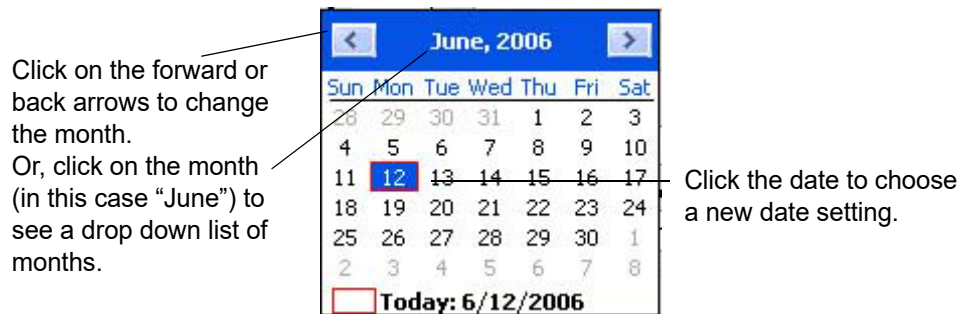 Click on the forward or
back arrows to change
the month.
Or, click on the month
(in this case “June”) to
see a drop down list of
months.
June, 2006
Sun Mon Tue Wed Thu Fri Sat
28 29 30 31 1 2 3
4 5 6 7 8 9 10
11 12 13 14 15 16 17
18 19 20 21 22 23 24
25 26 27 28 29 30 1
2 3 4 5 6 7 8
Today: 6/12/2006
Click the date to choose
a new date setting.